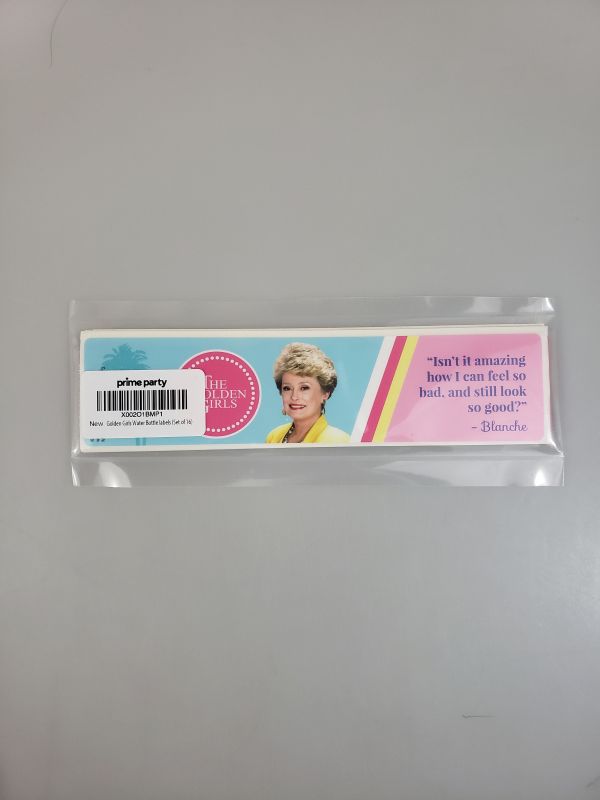 prime party
X002O1BMP1
New Golden Girls Water Bottle labels (Set of 16)
THE
GOLDEN
GIRLS
"Isn't it amazing
how I can feel so
bad, and still look
so good?"
- Blanche